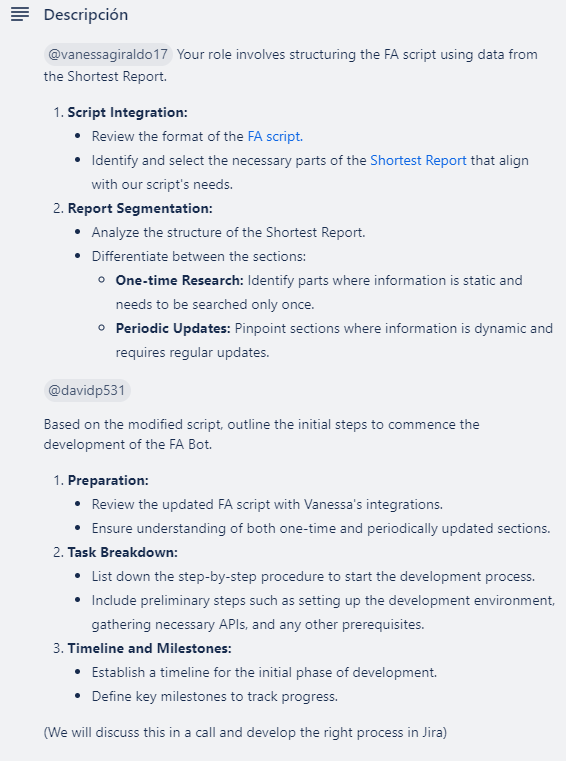 Descripción
@vanessagiraldo17 Your role involves structuring the FA script using data from
the Shortest Report.
1. Script Integration:
• Review the format of the FA script.
• Identify and select the necessary parts of the Shortest Report that align
with our script's needs.
2. Report Segmentation:
• Analyze the structure of the Shortest Report.
• Differentiate between the sections:
○ One-time Research: Identify parts where information is static and
needs to be searched only once.
○ Periodic Updates: Pinpoint sections where information is dynamic and
requires regular updates.
@davidp531
Based on the modified script, outline the initial steps to commence the
development of the FA Bot.
1. Preparation:
• Review the updated FA script with Vanessa's integrations.
• Ensure understanding of both one-time and periodically updated sections.
2. Task Breakdown:
• List down the step-by-step procedure to start the development process.
• Include preliminary steps such as setting up the development environment,
gathering necessary APIs, and any other prerequisites.
3. Timeline and Milestones:
• Establish a timeline for the initial phase of development.
• Define key milestones to track progress.
(We will discuss this in a call and develop the right process in Jira)